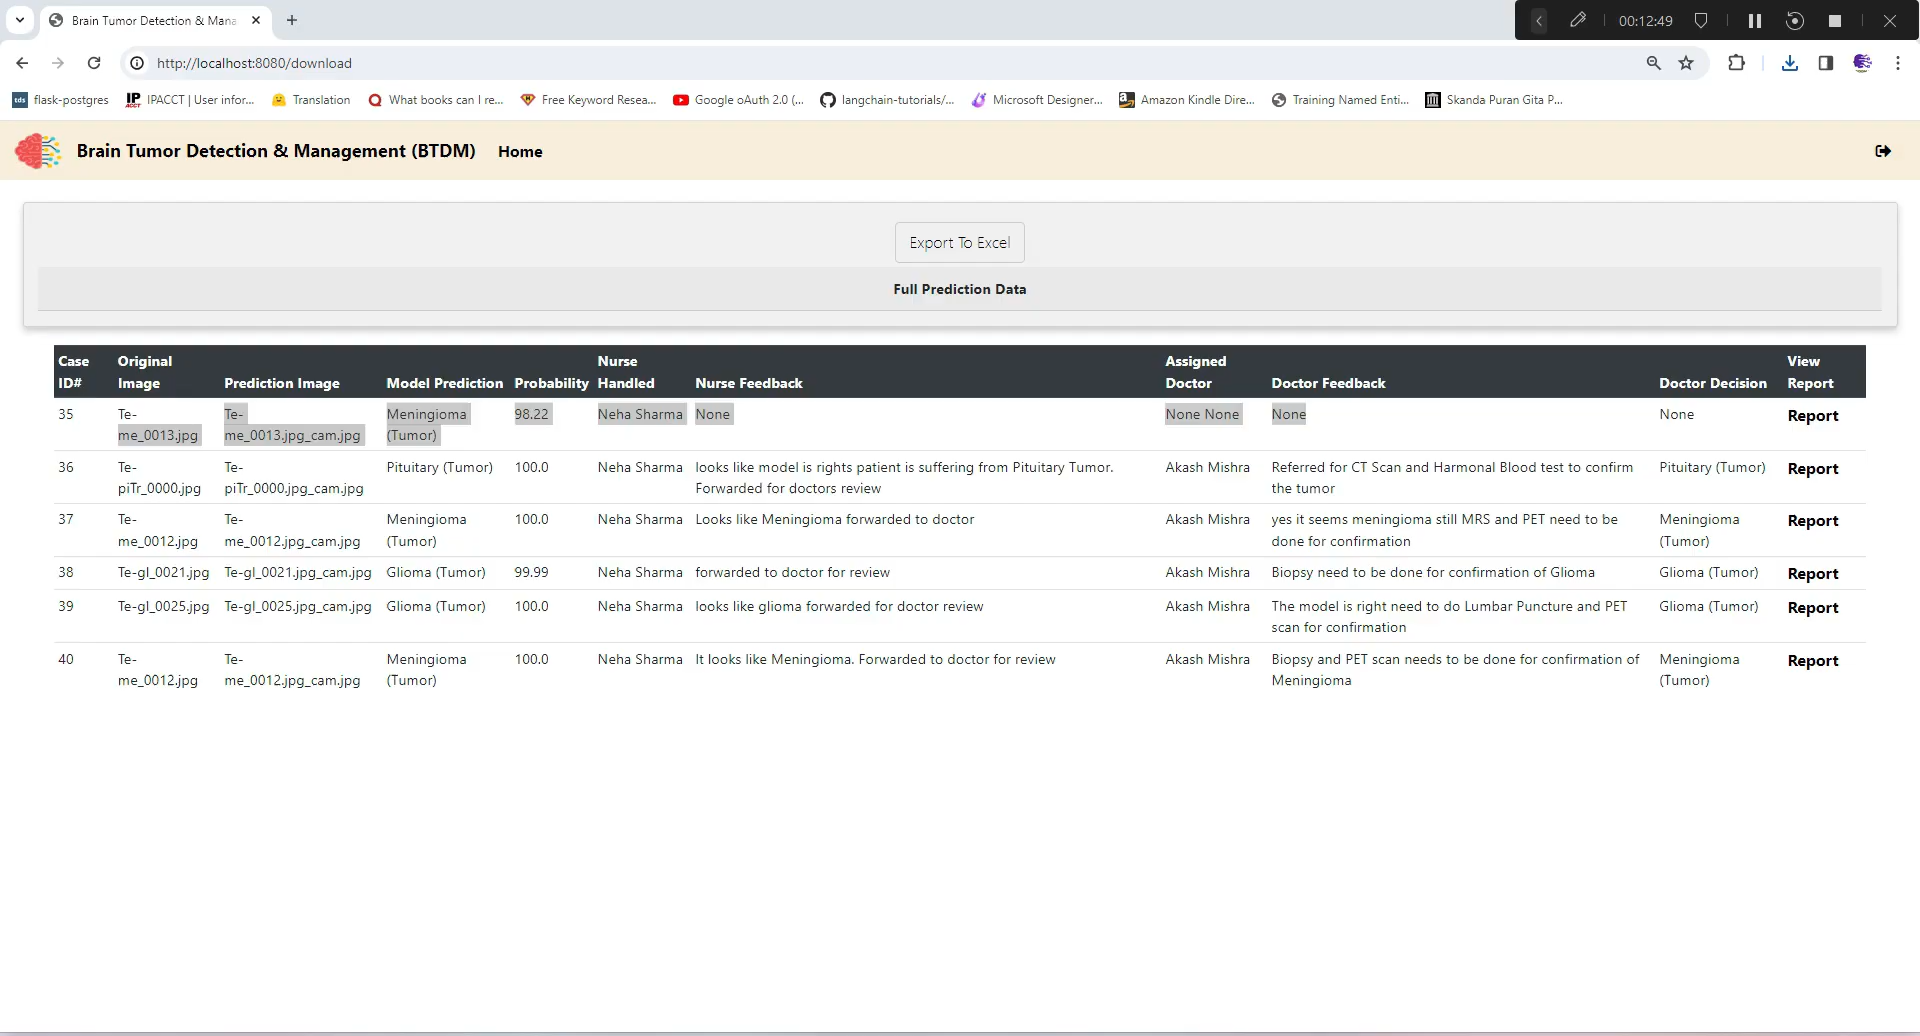 Brain Tumor Detection & Mana
00:12:49
http://localhost:8080/download
tds flask-postgres IPACCT | User infor... Translation What books can I re... Free Keyword Resea... Google oAuth 2.0 (... langchain-tutorials/... Microsoft Designer... Amazon Kindle Dire... Training Named Enti... Skanda Puran Gita P...
Brain Tumor Detection & Management (BTDM) Home
Export To Excel
Full Prediction Data
Case Original Nurse Assigned View
ID# Image Prediction Image Model Prediction Probability Handled Nurse Feedback Doctor Doctor Feedback Doctor Decision Report
35 Te- Te- Meningioma 98.22 Neha Sharma None None None None None Report
me_0013.jpg me_0013.jpg_cam.jpg (Tumor)
36 Te- Te- Pituitary (Tumor) 100.0 Neha Sharma looks like model is rights patient is suffering from Pituitary Tumor. Akash Mishra Referred for CT Scan and Harmonal Blood test to confirm Pituitary (Tumor) Report
piTr_0000.jpg piTr_0000.jpg_cam.jpg Forwarded for doctors review the tumor
37 Te- Te- Meningioma 100.0 Neha Sharma Looks like Meningioma forwarded to doctor Akash Mishra yes it seems meningioma still MRS and PET need to be Meningioma Report
me_0012.jpg me_0012.jpg_cam.jpg (Tumor) done for confirmation (Tumor)
38 Te-gl_0021.jpg Te-gl_0021.jpg_cam.jpg Glioma (Tumor) 99.99 Neha Sharma forwarded to doctor for review Akash Mishra Biopsy need to be done for confirmation of Glioma Glioma (Tumor) Report
39 Te-gl_0025.jpg Te-gl_0025.jpg_cam.jpg Glioma (Tumor) 100.0 Neha Sharma looks like glioma forwarded for doctor review Akash Mishra The model is right need to do Lumbar Puncture and PET Glioma (Tumor) Report
scan for confirmation
40 Te- Te- Meningioma 100.0 Neha Sharma It looks like Meningioma. Forwarded to doctor for review Akash Mishra Biopsy and PET scan needs to be done for confirmation of Meningioma Report
me_0012.jpg me_0012.jpg_cam.jpg (Tumor) Meningioma (Tumor)